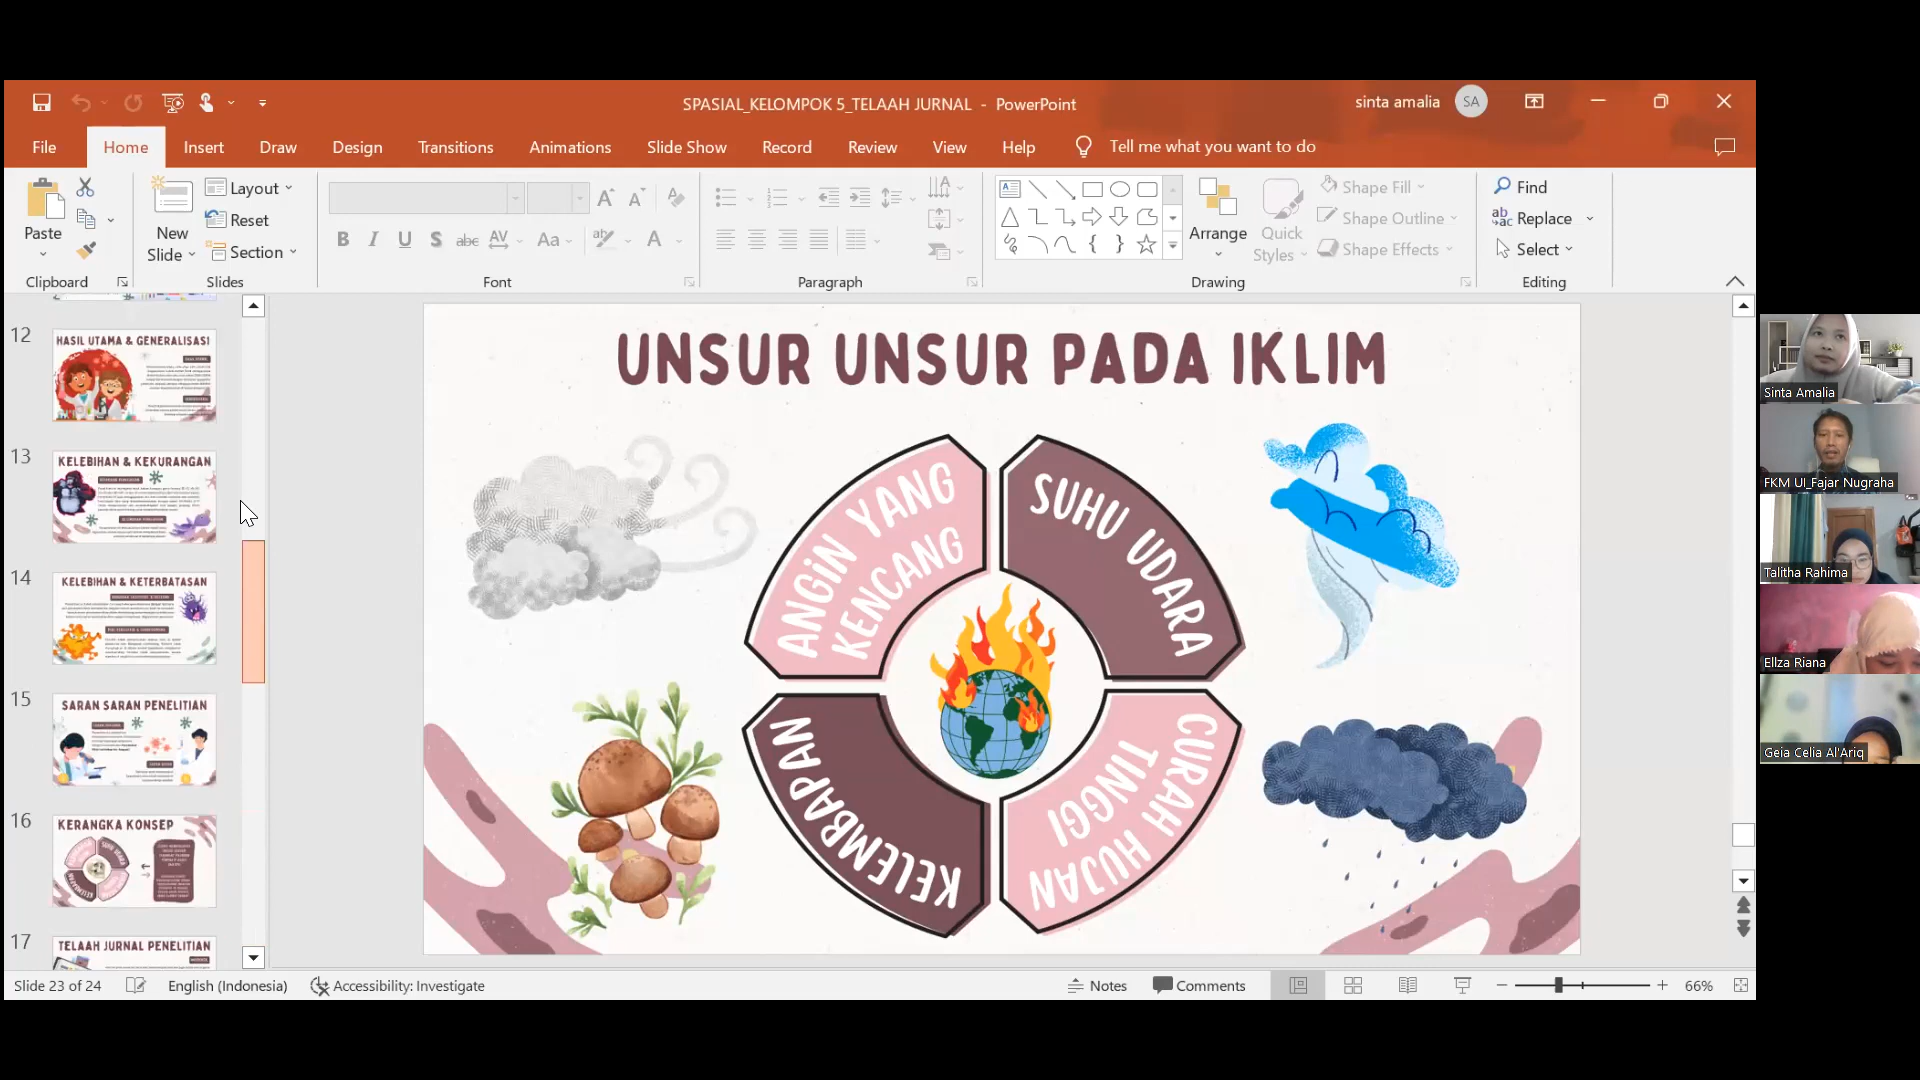 SPASIAL_KELOMPOK 5_TELAAH JURNAL - PowerPoint
sinta amalia
SA
File
Home
Insert
Draw
Design
Transitions
Animations
Slide Show
Record
Review
View
Help
Tell me what you want to do
Paste
Clipboard
New
Slide
Layout
Reset
Section
Slides
B I U S abc AV Aa A
Font
Paragraph
Arrange
Quick
Styles
Shape Fill
Shape Outline
Shape Effects
Drawing
Find
Replace
Select
Editing
12
HASIL UTAMA & GENERALISASI
13
KELEBIHAN & KEKURANGAN
14
KELEBIHAN & KETERBATASAN
15
SARAN SARAN PENELITIAN
16
KERANGKA KONSEP
17
TELAAH JURNAL PENELITIAN
UNSUR UNSUR PADA IKLIM
ANGIN YANG
KENCANG
SUHU UDARA
KELEMBAPAN
CURAH HUJAN
TINGGI
Sinta Amalia
FKM UI_Fajar Nugraha
Talitha Rahima
Ellza Riana
Geia Celia Al'Ariq
Slide 23 of 24
English (Indonesia)
Accessibility: Investigate
Notes
Comments
66%